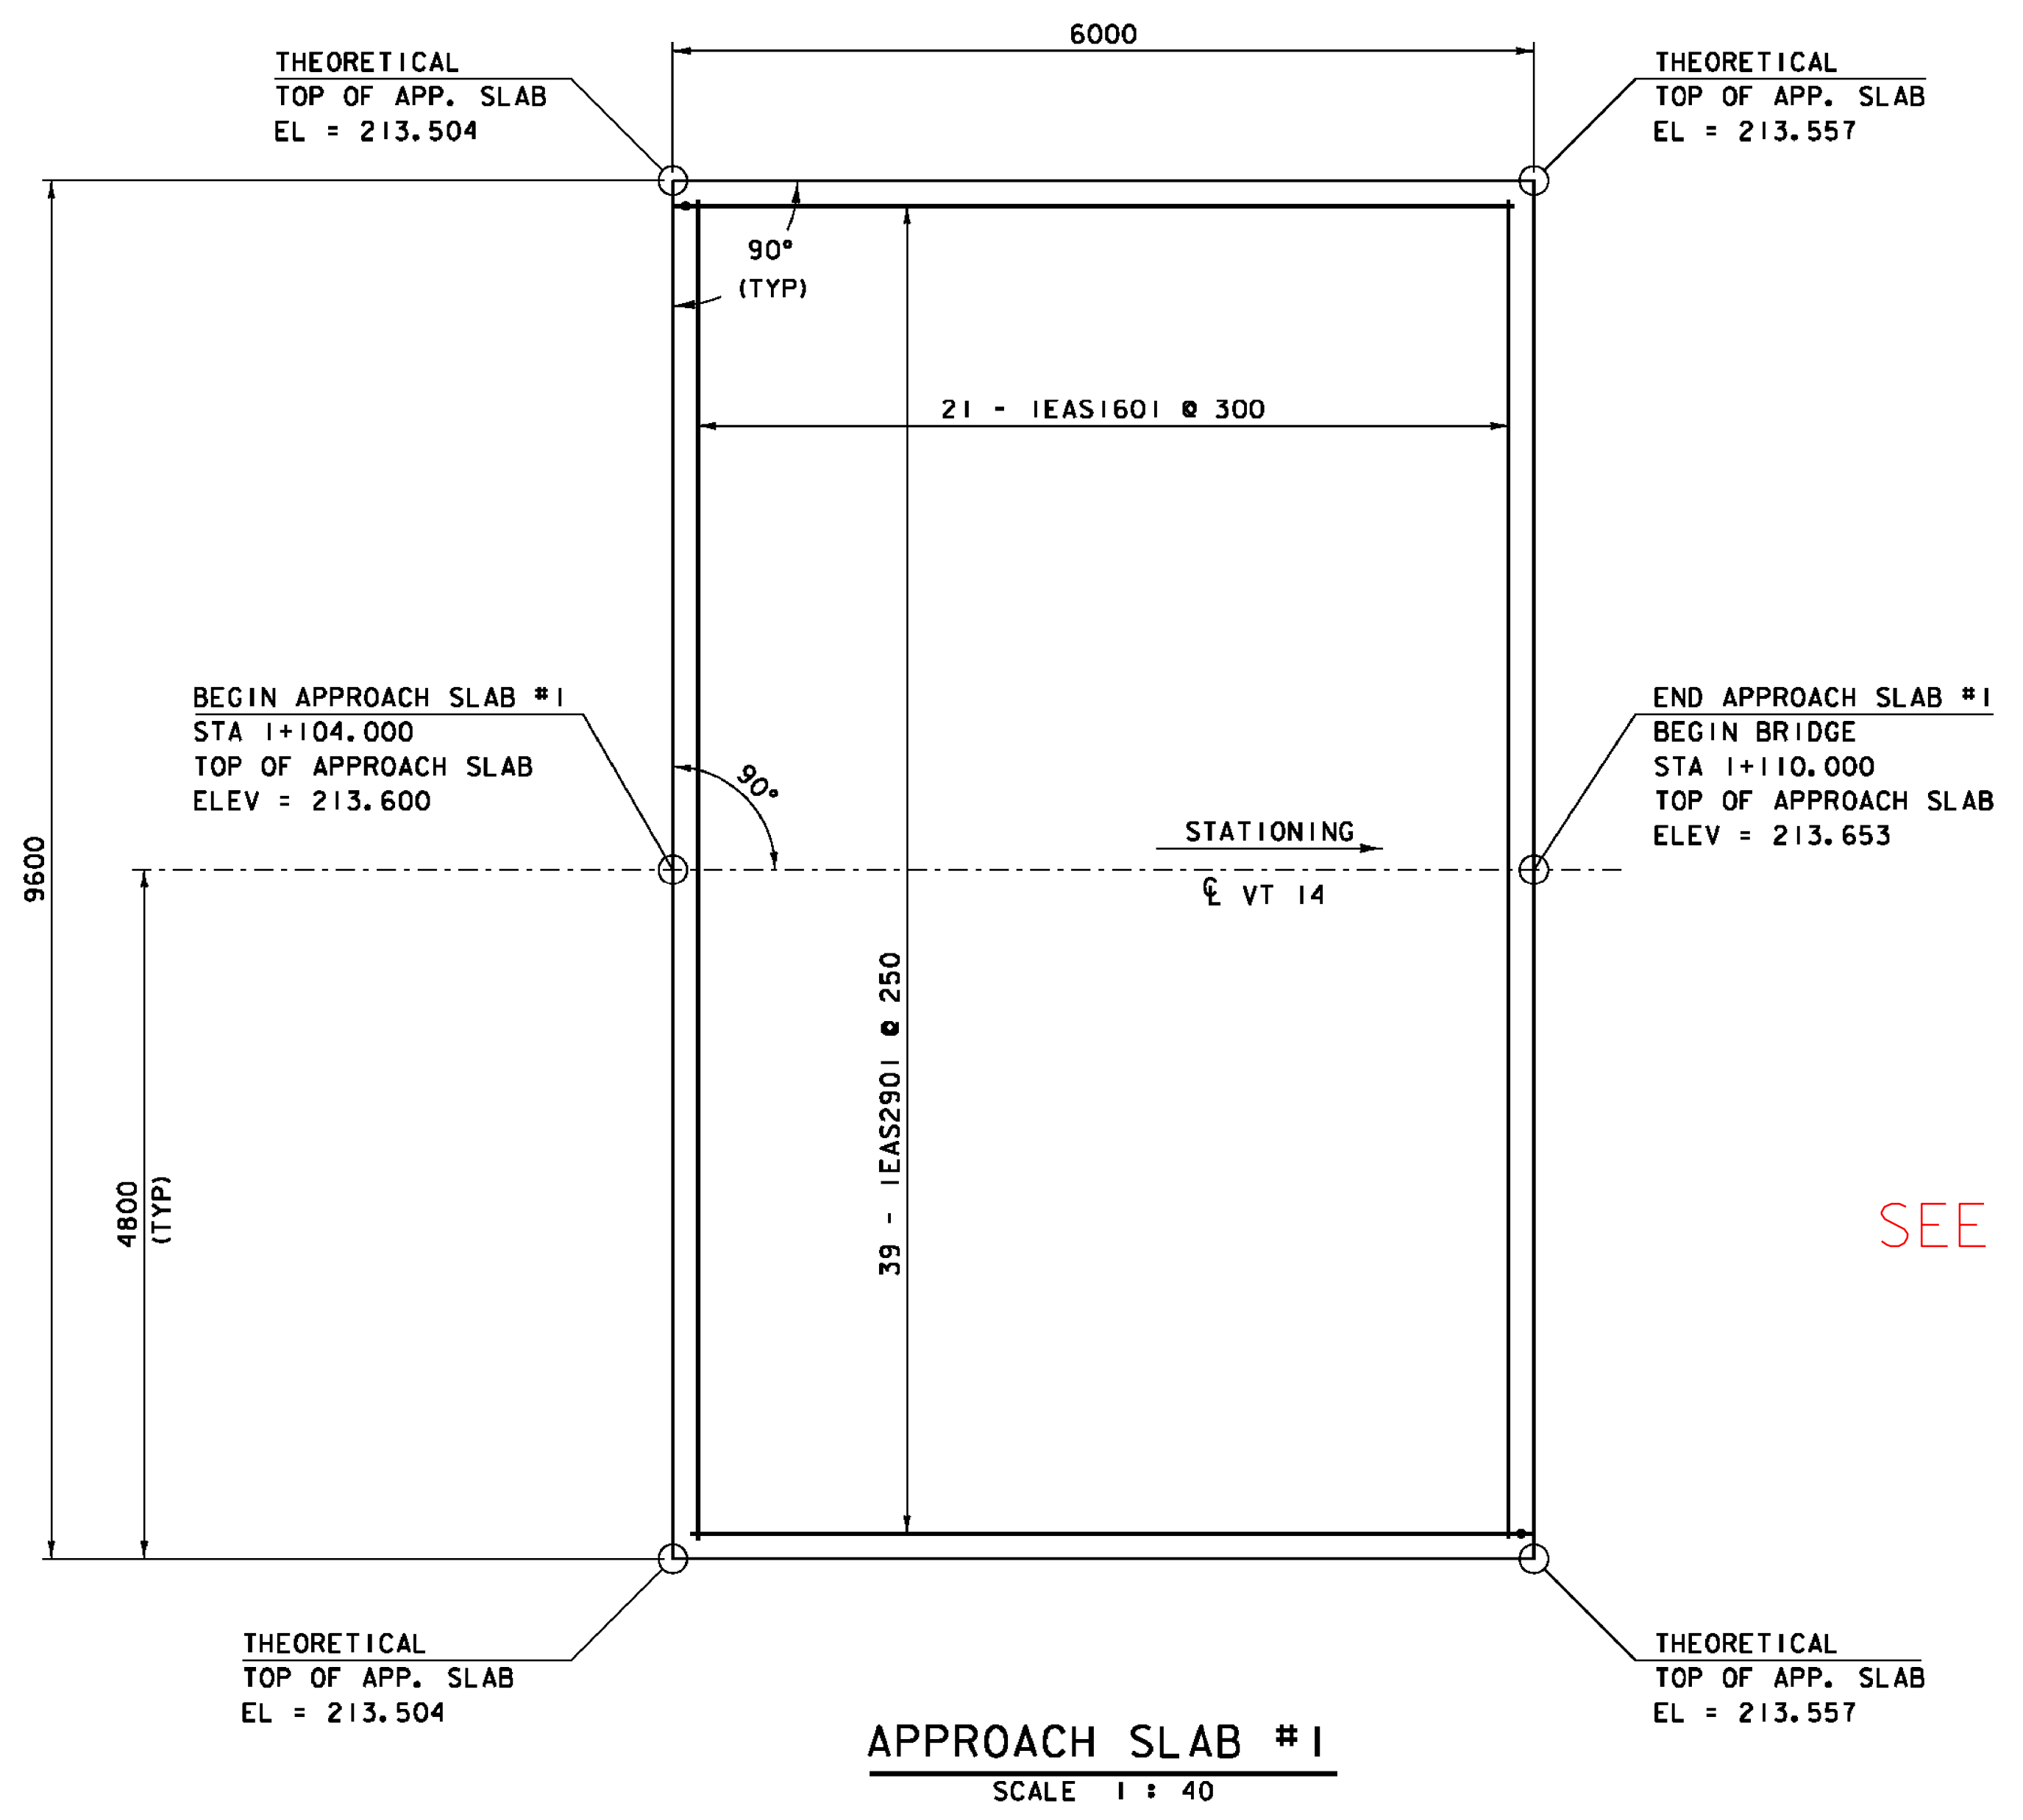 6000
THEORETICAL
TOP OF APP. SLAB
EL = 213.504
THEORETICAL
TOP OF APP. SLAB
EL = 213.557
90°
(TYP)
21 - 1EAS1601 @ 300
BEGIN APPROACH SLAB #1
STA 1+104.000
TOP OF APPROACH SLAB
ELEV = 213.600
90°
END APPROACH SLAB #1
BEGIN BRIDGE
STA 1+110.000
TOP OF APPROACH SLAB
ELEV = 213.653
STATIONING
℄ VT 14
9600
39 - 1EAS2901 @ 250
4800
(TYP)
SEE
THEORETICAL
TOP OF APP. SLAB
EL = 213.504
THEORETICAL
TOP OF APP. SLAB
EL = 213.557
APPROACH SLAB #1
SCALE 1 : 40